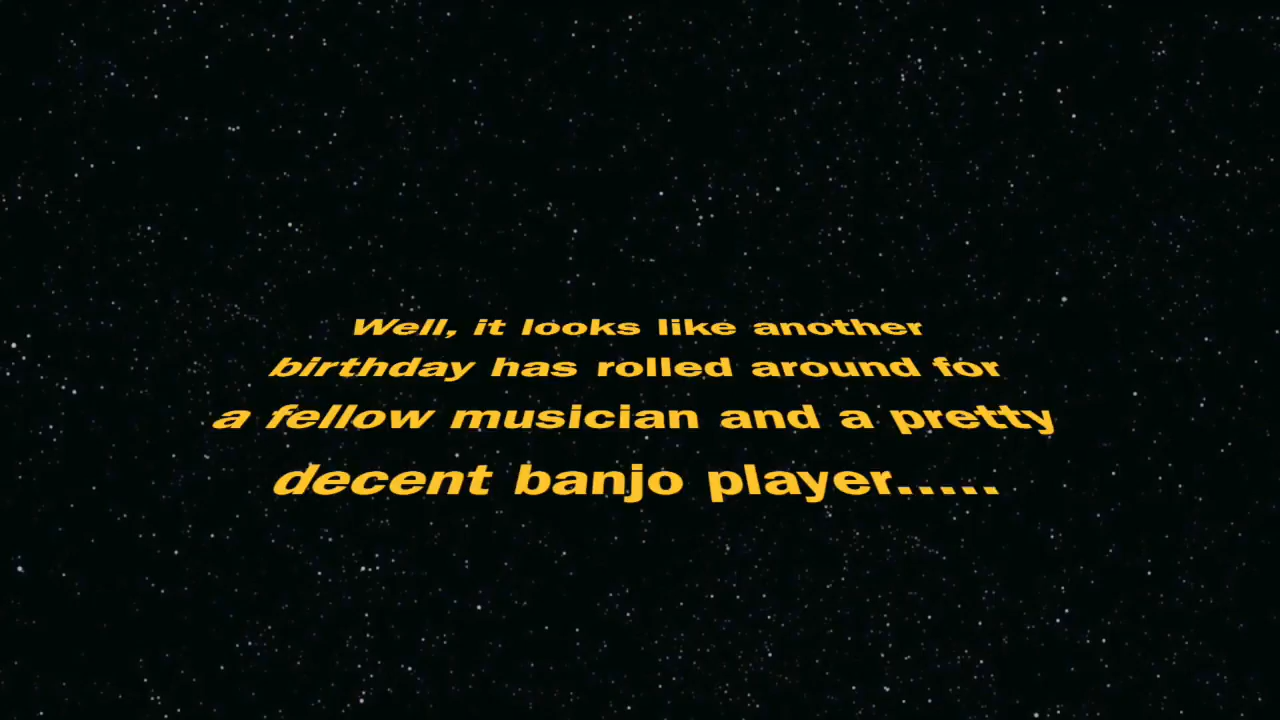 Well, it looks like another
birthday has rolled around for
a fellow musician and a pretty
decent banjo player.....